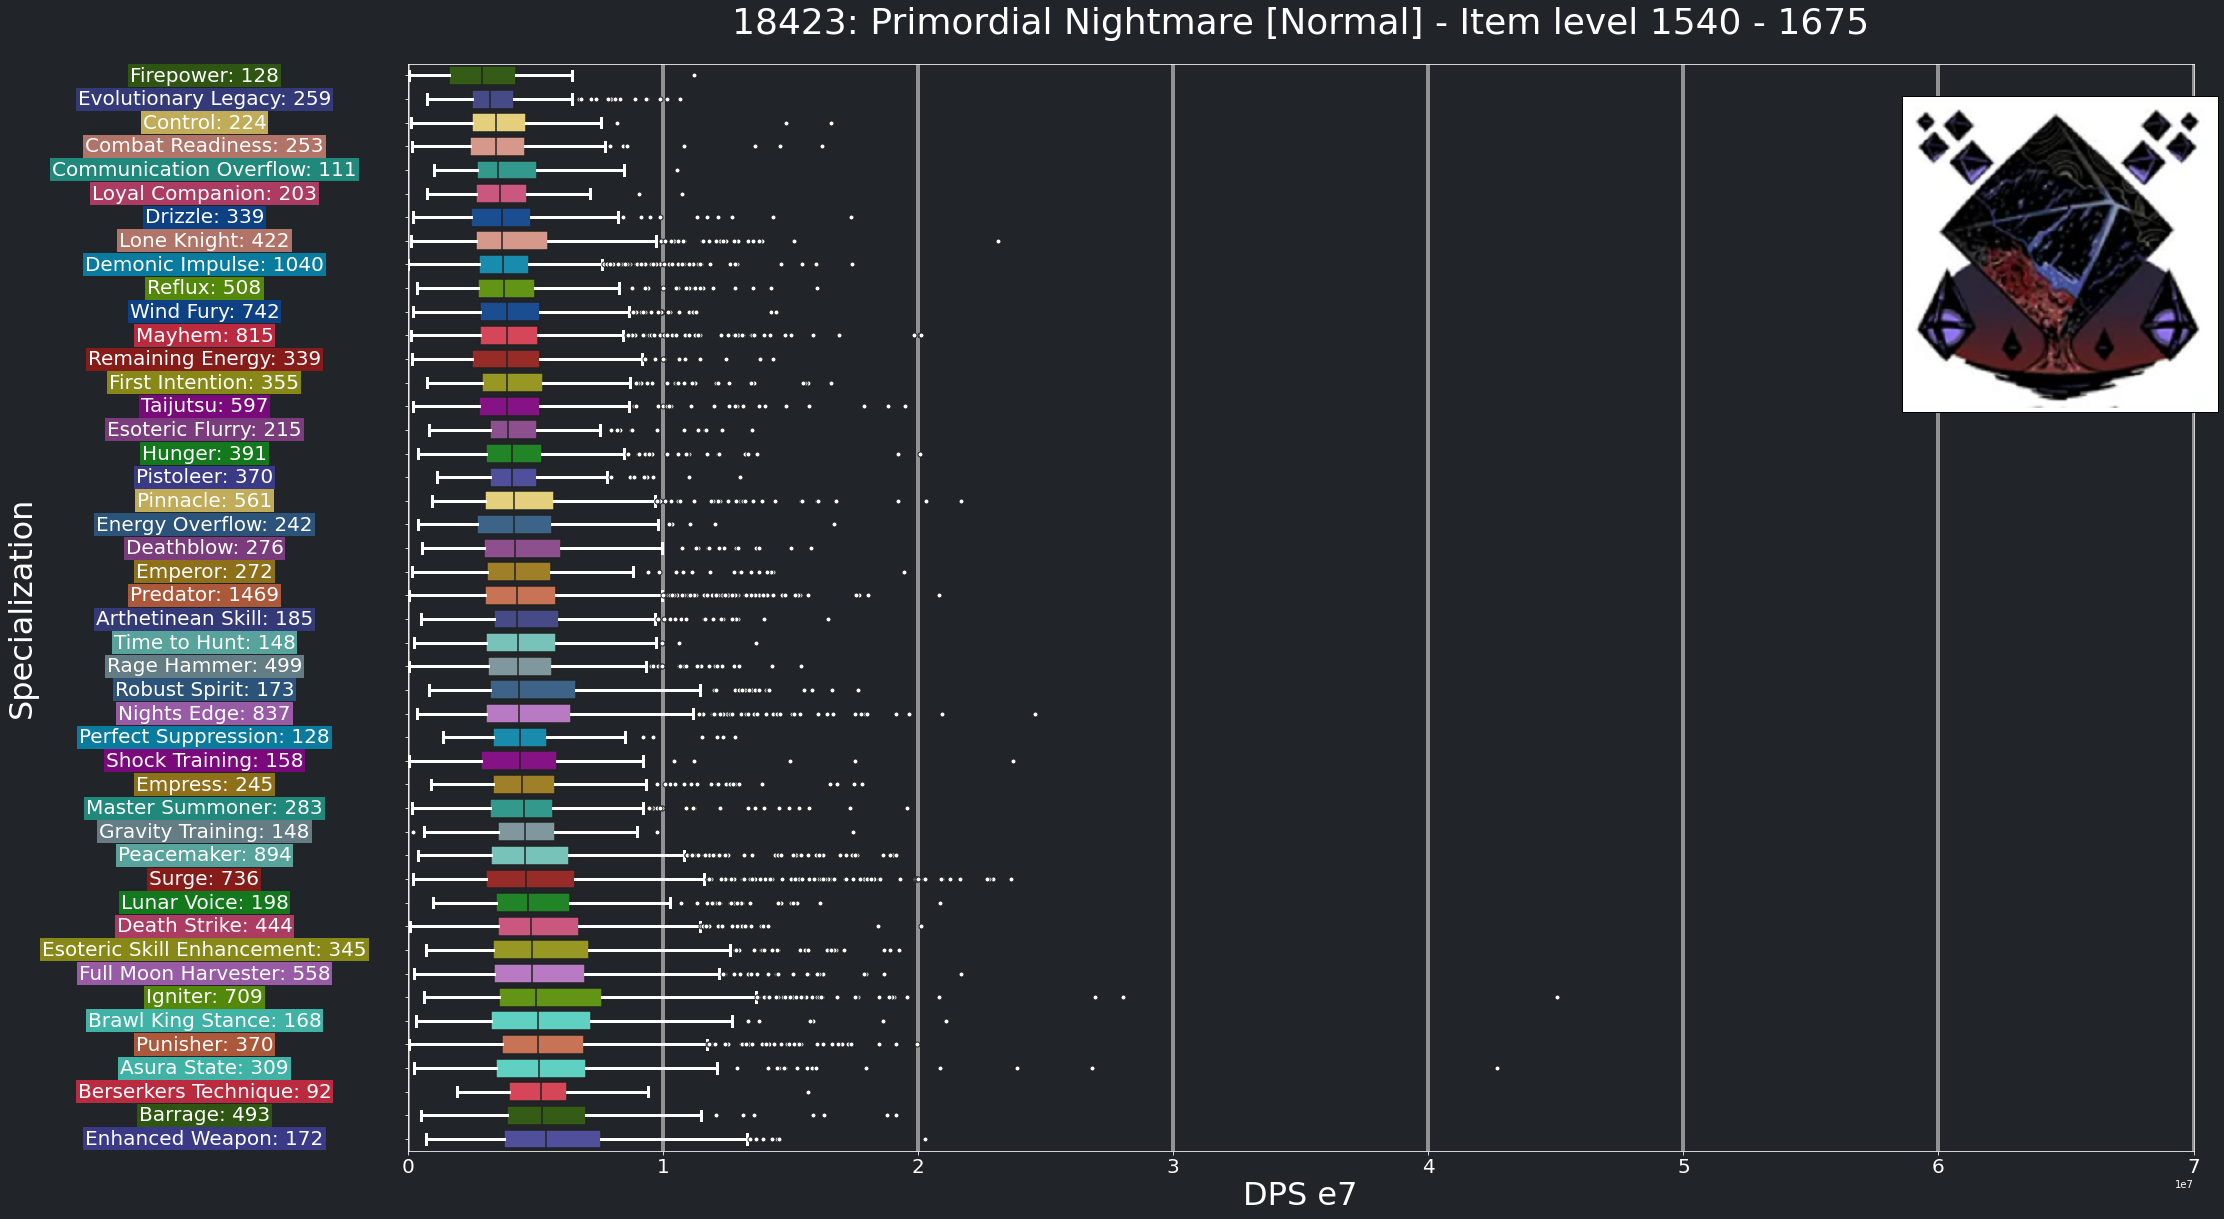 18423: Primordial Nightmare [Normal] - Item level 1540 - 1675
Specialization
Firepower: 128
Evolutionary Legacy: 259
Control: 224
Combat Readiness: 253
Communication Overflow: 111
Loyal Companion: 203
Drizzle: 339
Lone Knight: 422
Demonic Impulse: 1040
Reflux: 508
Wind Fury: 742
Mayhem: 815
Remaining Energy: 339
First Intention: 355
Taijutsu: 597
Esoteric Flurry: 215
Hunger: 391
Pistoleer: 370
Pinnacle: 561
Energy Overflow: 242
Deathblow: 276
Emperor: 272
Predator: 1469
Arthetinean Skill: 185
Time to Hunt: 148
Rage Hammer: 499
Robust Spirit: 173
Nights Edge: 837
Perfect Suppression: 128
Shock Training: 158
Empress: 245
Master Summoner: 283
Gravity Training: 148
Peacemaker: 894
Surge: 736
Lunar Voice: 198
Death Strike: 444
Esoteric Skill Enhancement: 345
Full Moon Harvester: 558
Igniter: 709
Brawl King Stance: 168
Punisher: 370
Asura State: 309
Berserkers Technique: 92
Barrage: 493
Enhanced Weapon: 172
0 1 2 3 4 5 6 7
1e7
DPS e7